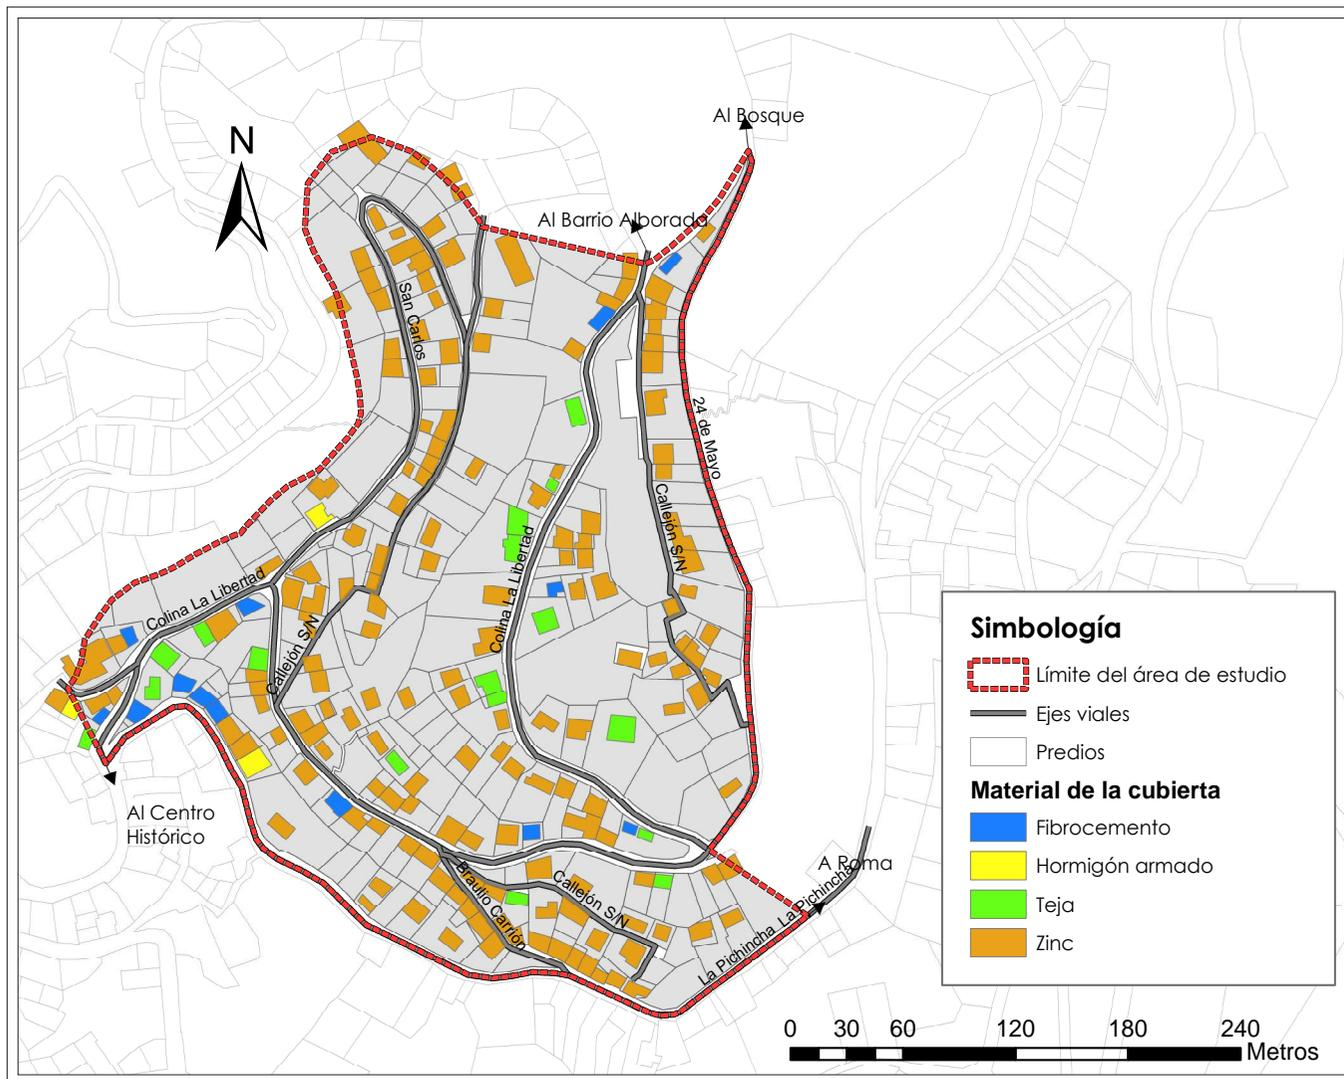 Al Bosque
N
Al Barrio Alborada
San Carlos
24 de Mayo
Callejón S/N
Colina La Libertad
Colina La Libertad
Callejón S/N
Al Centro
Histórico
Braulio Carrión
Callejón S/N
A Roma
La Pichincha La Pichincha
Simbología
Límite del área de estudio
Ejes viales
Predios
Material de la cubierta
Fibrocemento
Hormigón armado
Teja
Zinc
0 30 60 120 180 240
Metros